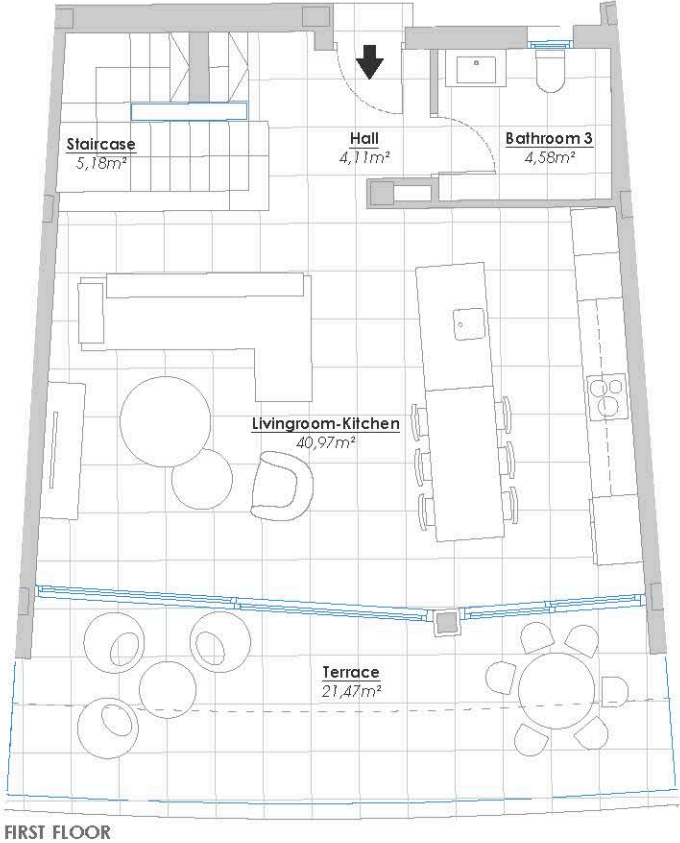 Staircase
5,18m²
Hall
4,11m²
Bathroom 3
4,58m²
Livingroom-Kitchen
40,97m²
Terrace
21,47m²
FIRST FLOOR